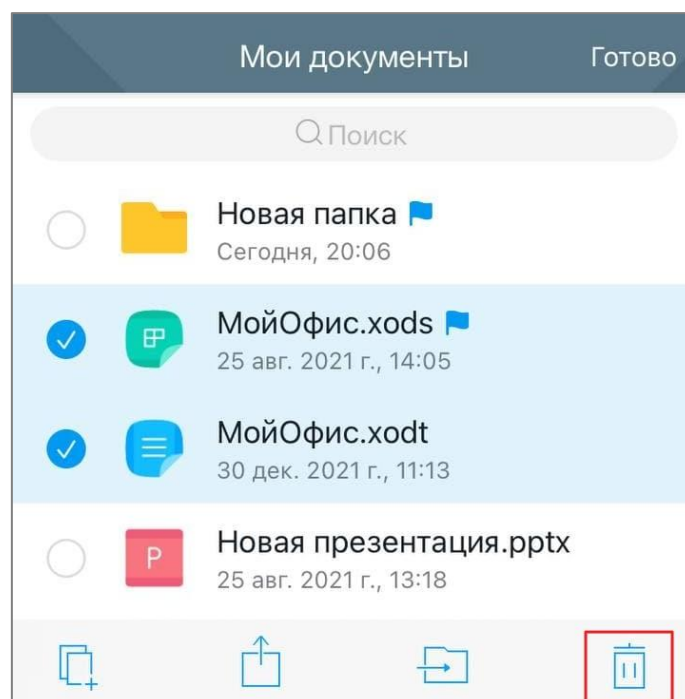 Мои документы Готово
Поиск
Новая папка
Сегодня, 20:06
МойОфис.xods
25 авг. 2021 г., 14:05
МойОфис.xodt
30 дек. 2021 г., 11:13
P
Новая презентация.pptx
25 авг. 2021 г., 13:18